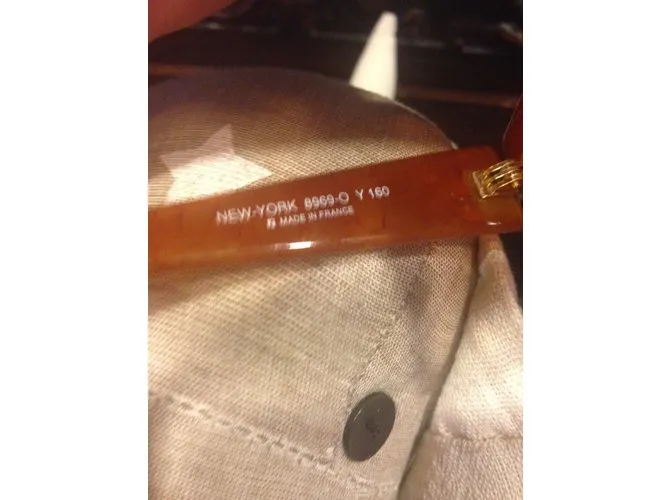 NEW-YORK 8969-O Y 160
MADE IN FRANCE